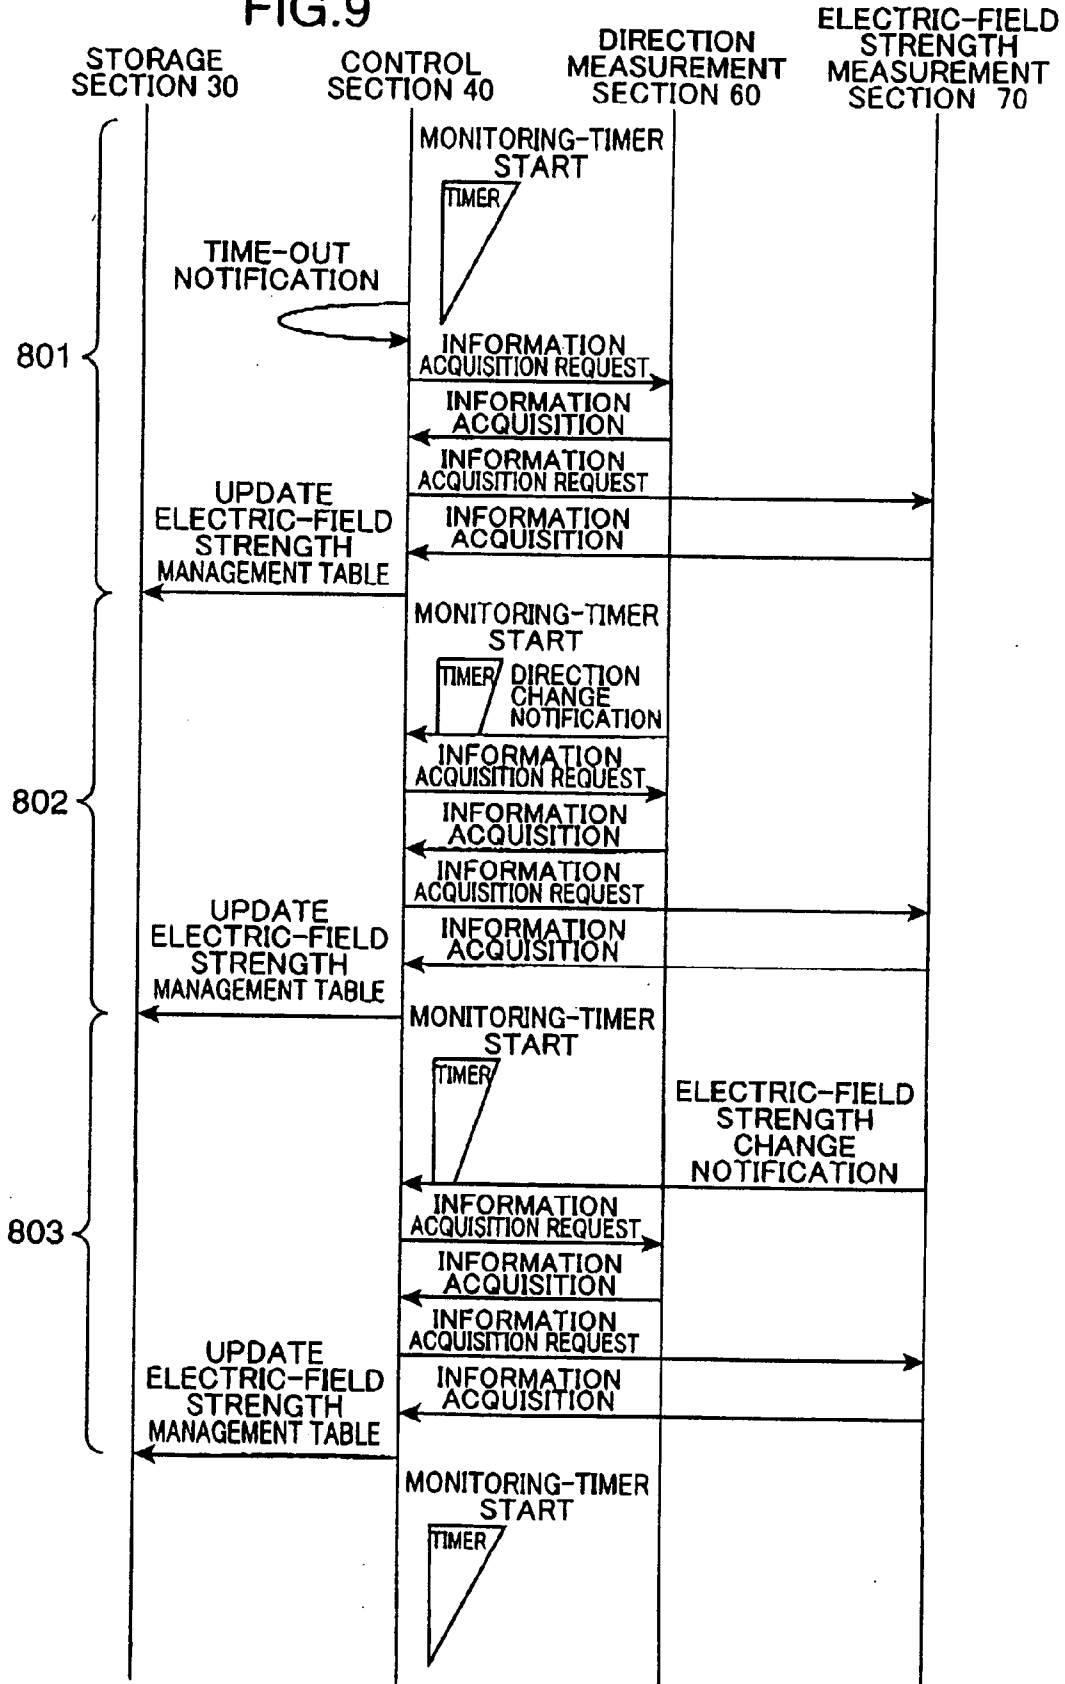 FIG.9
STORAGE
SECTION 30
CONTROL
SECTION 40
DIRECTION
MEASUREMENT
SECTION 60
ELECTRIC-FIELD
STRENGTH
MEASUREMENT
SECTION 70
MONITORING-TIMER
START
TIMER
TIME-OUT
NOTIFICATION
801
INFORMATION
ACQUISITION REQUEST
INFORMATION
ACQUISITION
INFORMATION
ACQUISITION REQUEST
INFORMATION
ACQUISITION
UPDATE
ELECTRIC-FIELD
STRENGTH
MANAGEMENT TABLE
MONITORING-TIMER
START
TIMER
DIRECTION
CHANGE
NOTIFICATION
802
INFORMATION
ACQUISITION REQUEST
INFORMATION
ACQUISITION
INFORMATION
ACQUISITION REQUEST
INFORMATION
ACQUISITION
UPDATE
ELECTRIC-FIELD
STRENGTH
MANAGEMENT TABLE
MONITORING-TIMER
START
TIMER
ELECTRIC-FIELD
STRENGTH
CHANGE
NOTIFICATION
803
INFORMATION
ACQUISITION REQUEST
INFORMATION
ACQUISITION
INFORMATION
ACQUISITION REQUEST
INFORMATION
ACQUISITION
UPDATE
ELECTRIC-FIELD
STRENGTH
MANAGEMENT TABLE
MONITORING-TIMER
START
TIMER